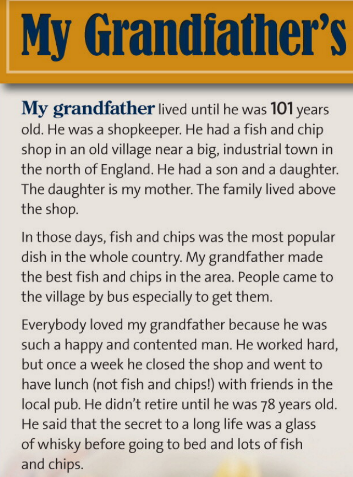 My Grandfather's
My grandfather lived until he was 101 years
old. He was a shopkeeper. He had a fish and chip
shop in an old village near a big, industrial town in
the north of England. He had a son and a daughter.
The daughter is my mother. The family lived above
the shop.
In those days, fish and chips was the most popular
dish in the whole country. My grandfather made
the best fish and chips in the area. People came to
the village by bus especially to get them.
Everybody loved my grandfather because he was
such a happy and contented man. He worked hard,
but once a week he closed the shop and went to
have lunch (not fish and chips!) with friends in the
local pub. He didn't retire until he was 78 years old.
He said that the secret to a long life was a glass
of whisky before going to bed and lots of fish
and chips.